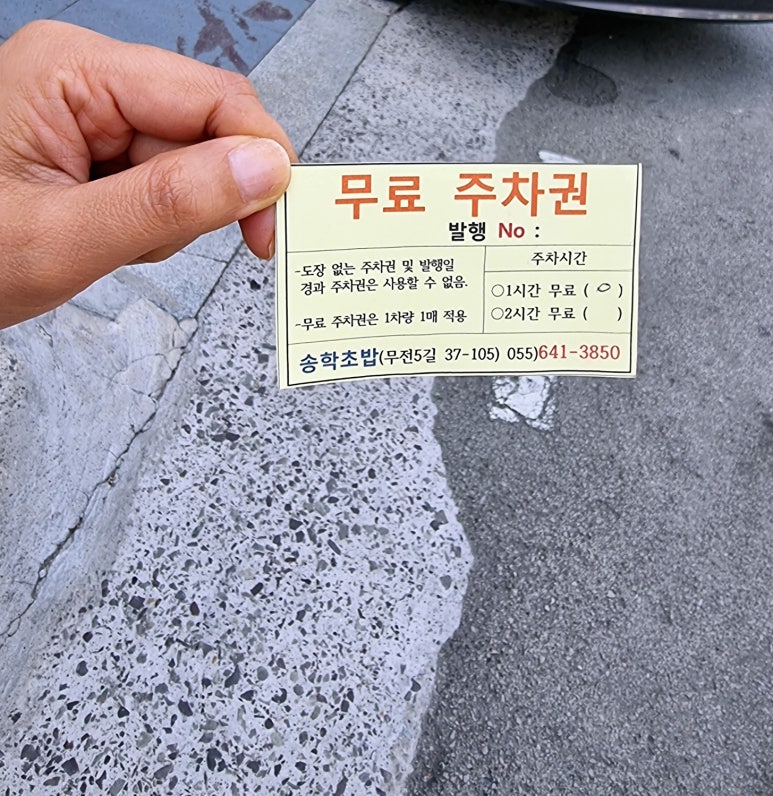 무료 주차권
발행 No :
-도장 없는 주차권 및 발행일
경과 주차권은 사용할 수 없음.
-무료 주차권은 1차량 1매 적용
주차시간
○1시간 무료 ( ○ )
○2시간 무료 ( )
송학초밥(무전5길 37-105) 055)641-3850